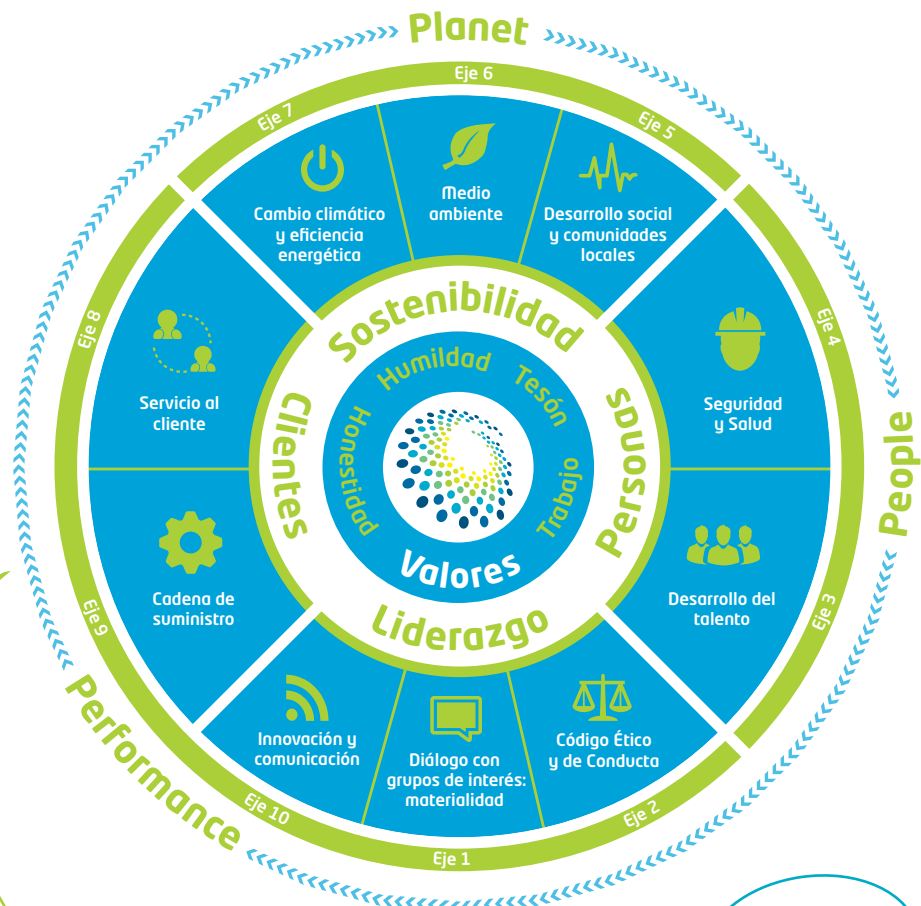 Planet
Eje 6
Eje 7
Eje 5
Cambio climático
y eficiencia
energética
Medio
ambiente
Desarrollo social
y comunidades
locales
Eje 8
Eje 4
Servicio al
cliente
Seguridad
y Salud
Sostenibilidad
Clientes
Personas
Liderazgo
Humildad
Tesón
Honestidad
Trabajo
Valores
People
Cadena de
suministro
Desarrollo del
talento
Eje 9
Eje 3
Performance
Innovación y
comunicación
Diálogo con
grupos de interés:
materialidad
Código Ético
y de Conducta
Eje 10
Eje 2
Eje 1